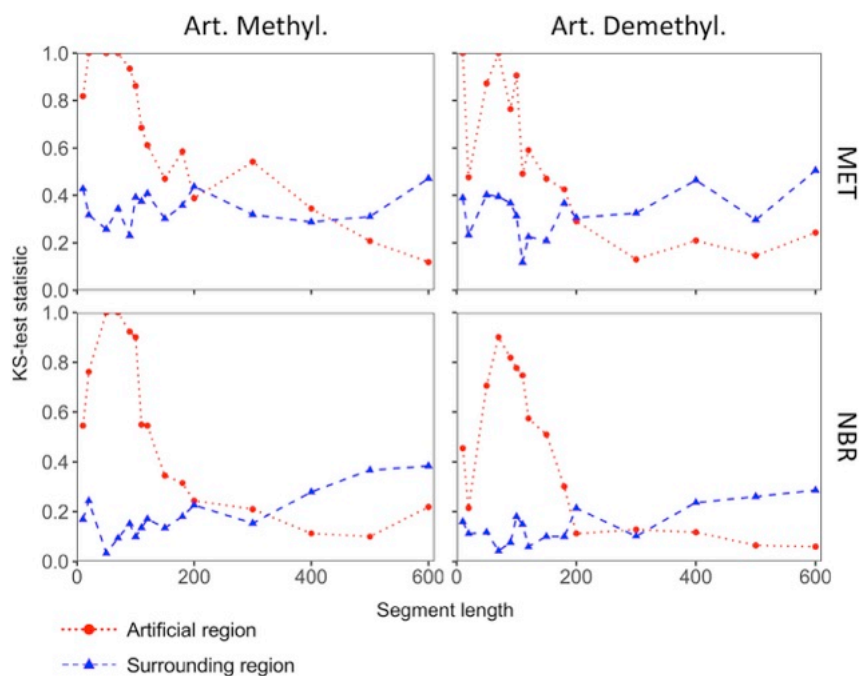 Art. Methyl. Art. Demethyl.
1.0
0.8
0.6
0.4
0.2
0.0
MET
KS-test statistic
1.0
0.8
0.6
0.4
0.2
0.0
NBR
0 200 400 600 0 200 400 600
Segment length
Artificial region
Surrounding region